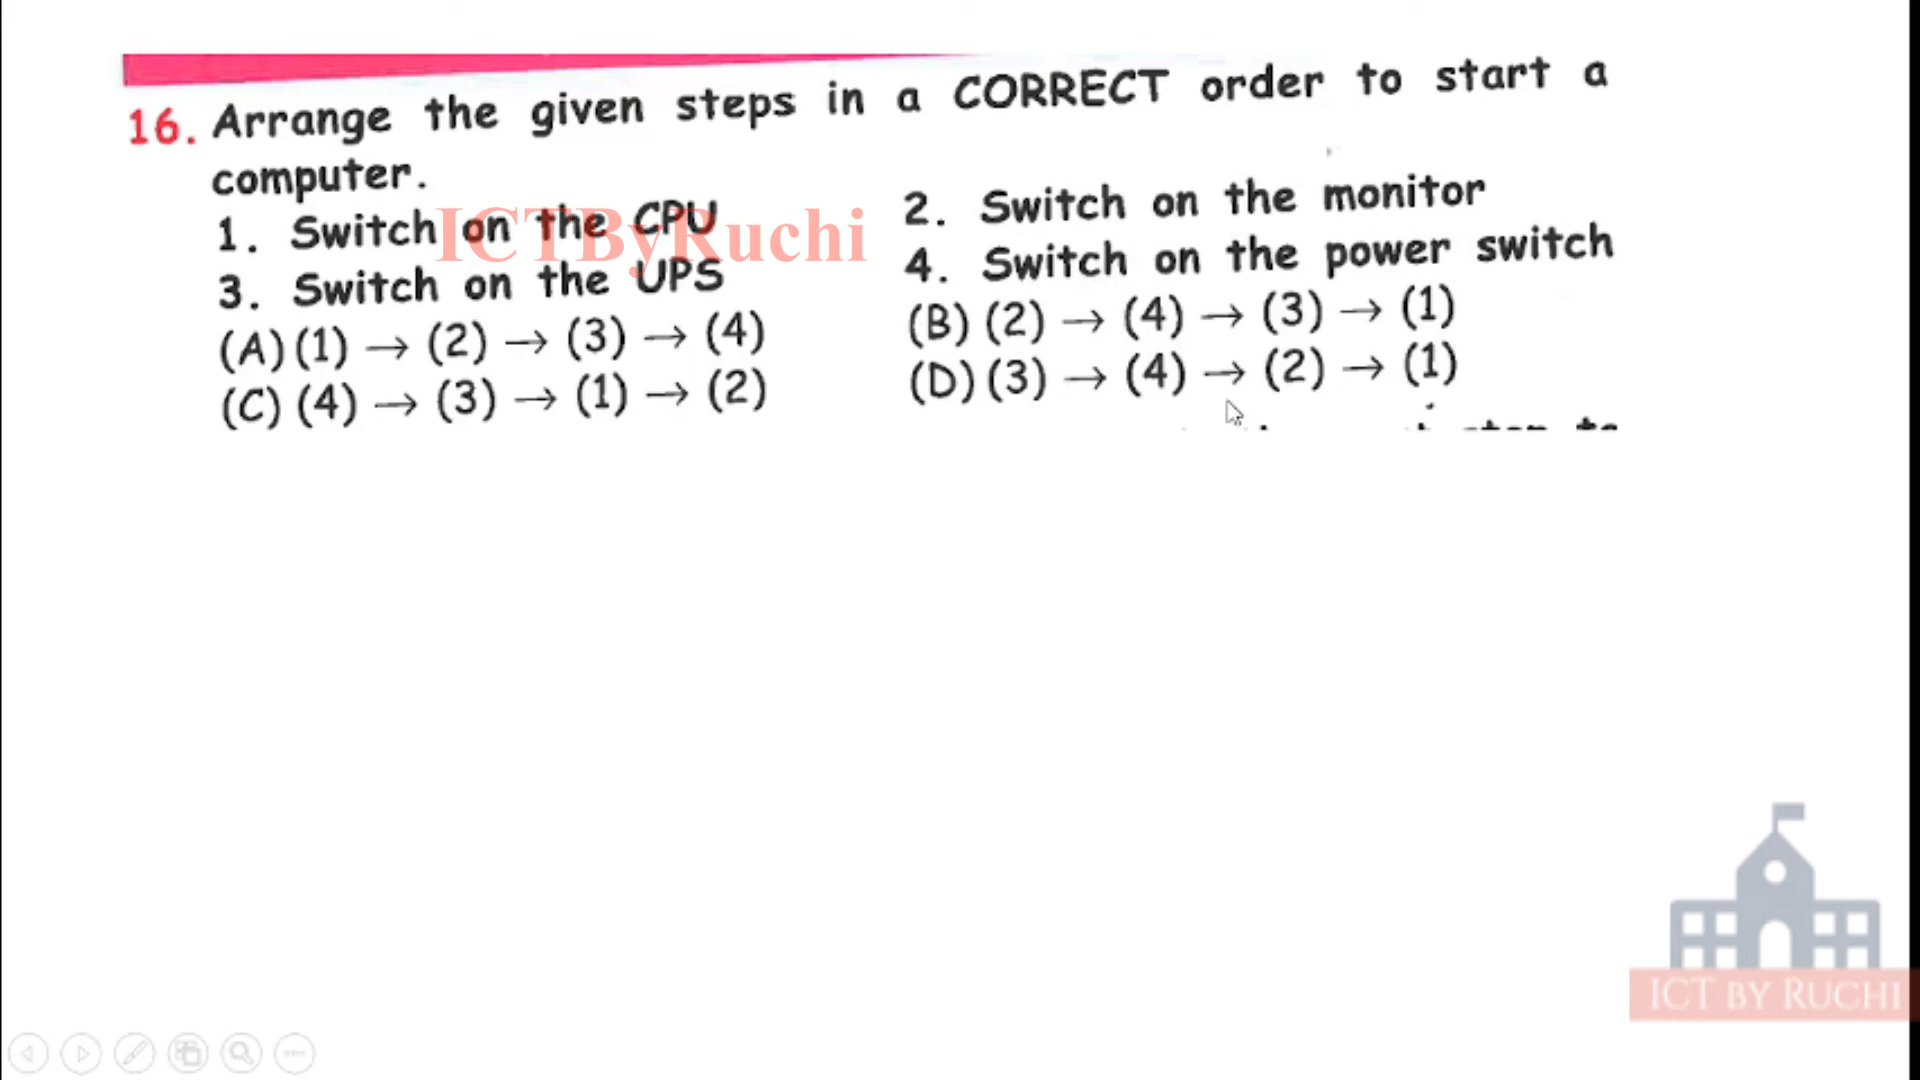 16. Arrange the given steps in a CORRECT order to start a
computer.
1. Switch on the CPU 2. Switch on the monitor
ICTByRuchi
3. Switch on the UPS 4. Switch on the power switch
(A) (1) → (2) → (3) → (4) (B) (2) → (4) → (3) → (1)
(C) (4) → (3) → (1) → (2) (D) (3) → (4) → (2) → (1)
ICT BY RUCHI